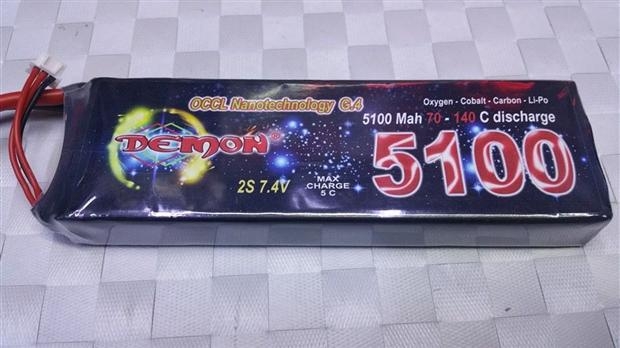 OCCL Nanotechnology G.4
DEMON®
2S 7.4V
MAX
CHARGE
5 C
Oxygen - Cobalt - Carbon - Li-Po
5100 Mah 70 - 140 C discharge
5100